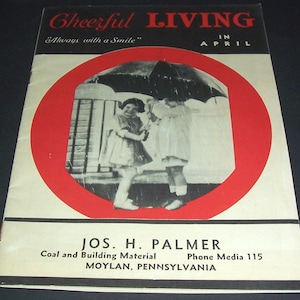 Cheerful LIVING
"Always with a Smile" IN
APRIL
JOS. H. PALMER
Coal and Building Material Phone Media 115
MOYLAN, PENNSYLVANIA